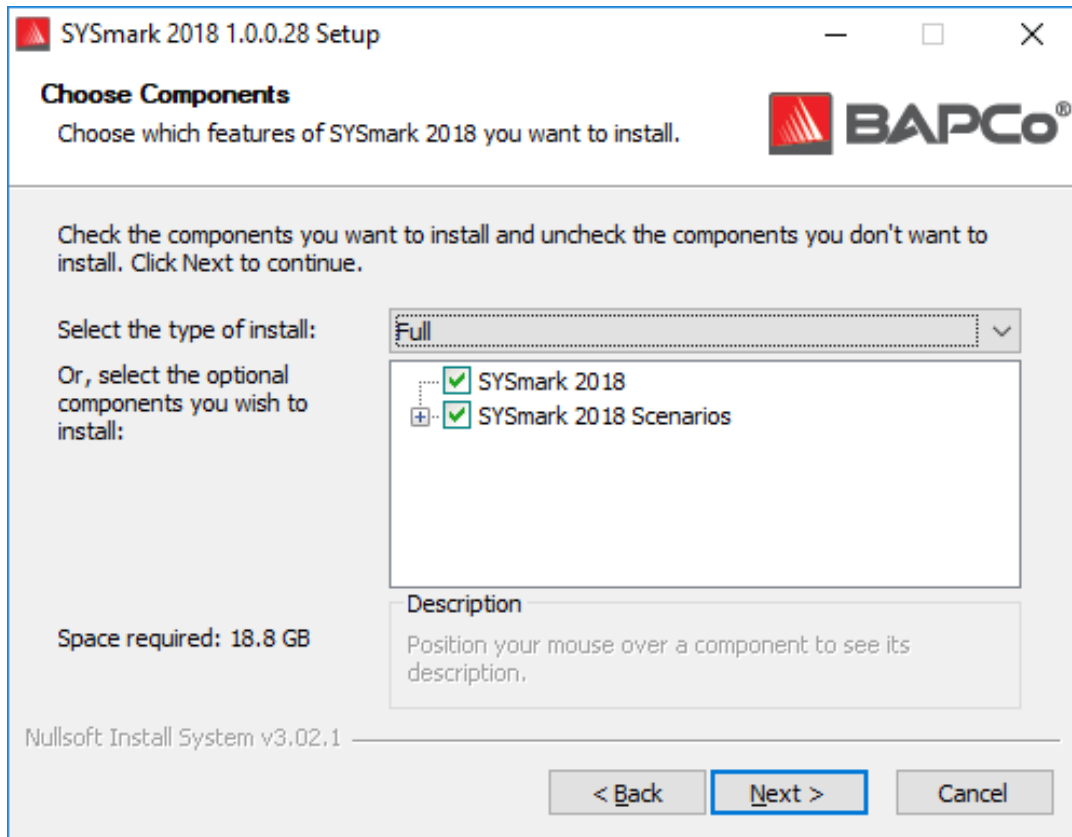 SYSmark 2018 1.0.0.28 Setup
Choose Components
Choose which features of SYSmark 2018 you want to install.
BAPCo®
Check the components you want to install and uncheck the components you don't want to
install. Click Next to continue.
Select the type of install:
Full
Or, select the optional
components you wish to
install:
SYSmark 2018
SYSmark 2018 Scenarios
Space required: 18.8 GB
Description
Position your mouse over a component to see its
description.
Nullsoft Install System v3.02.1
< Back
Next >
Cancel